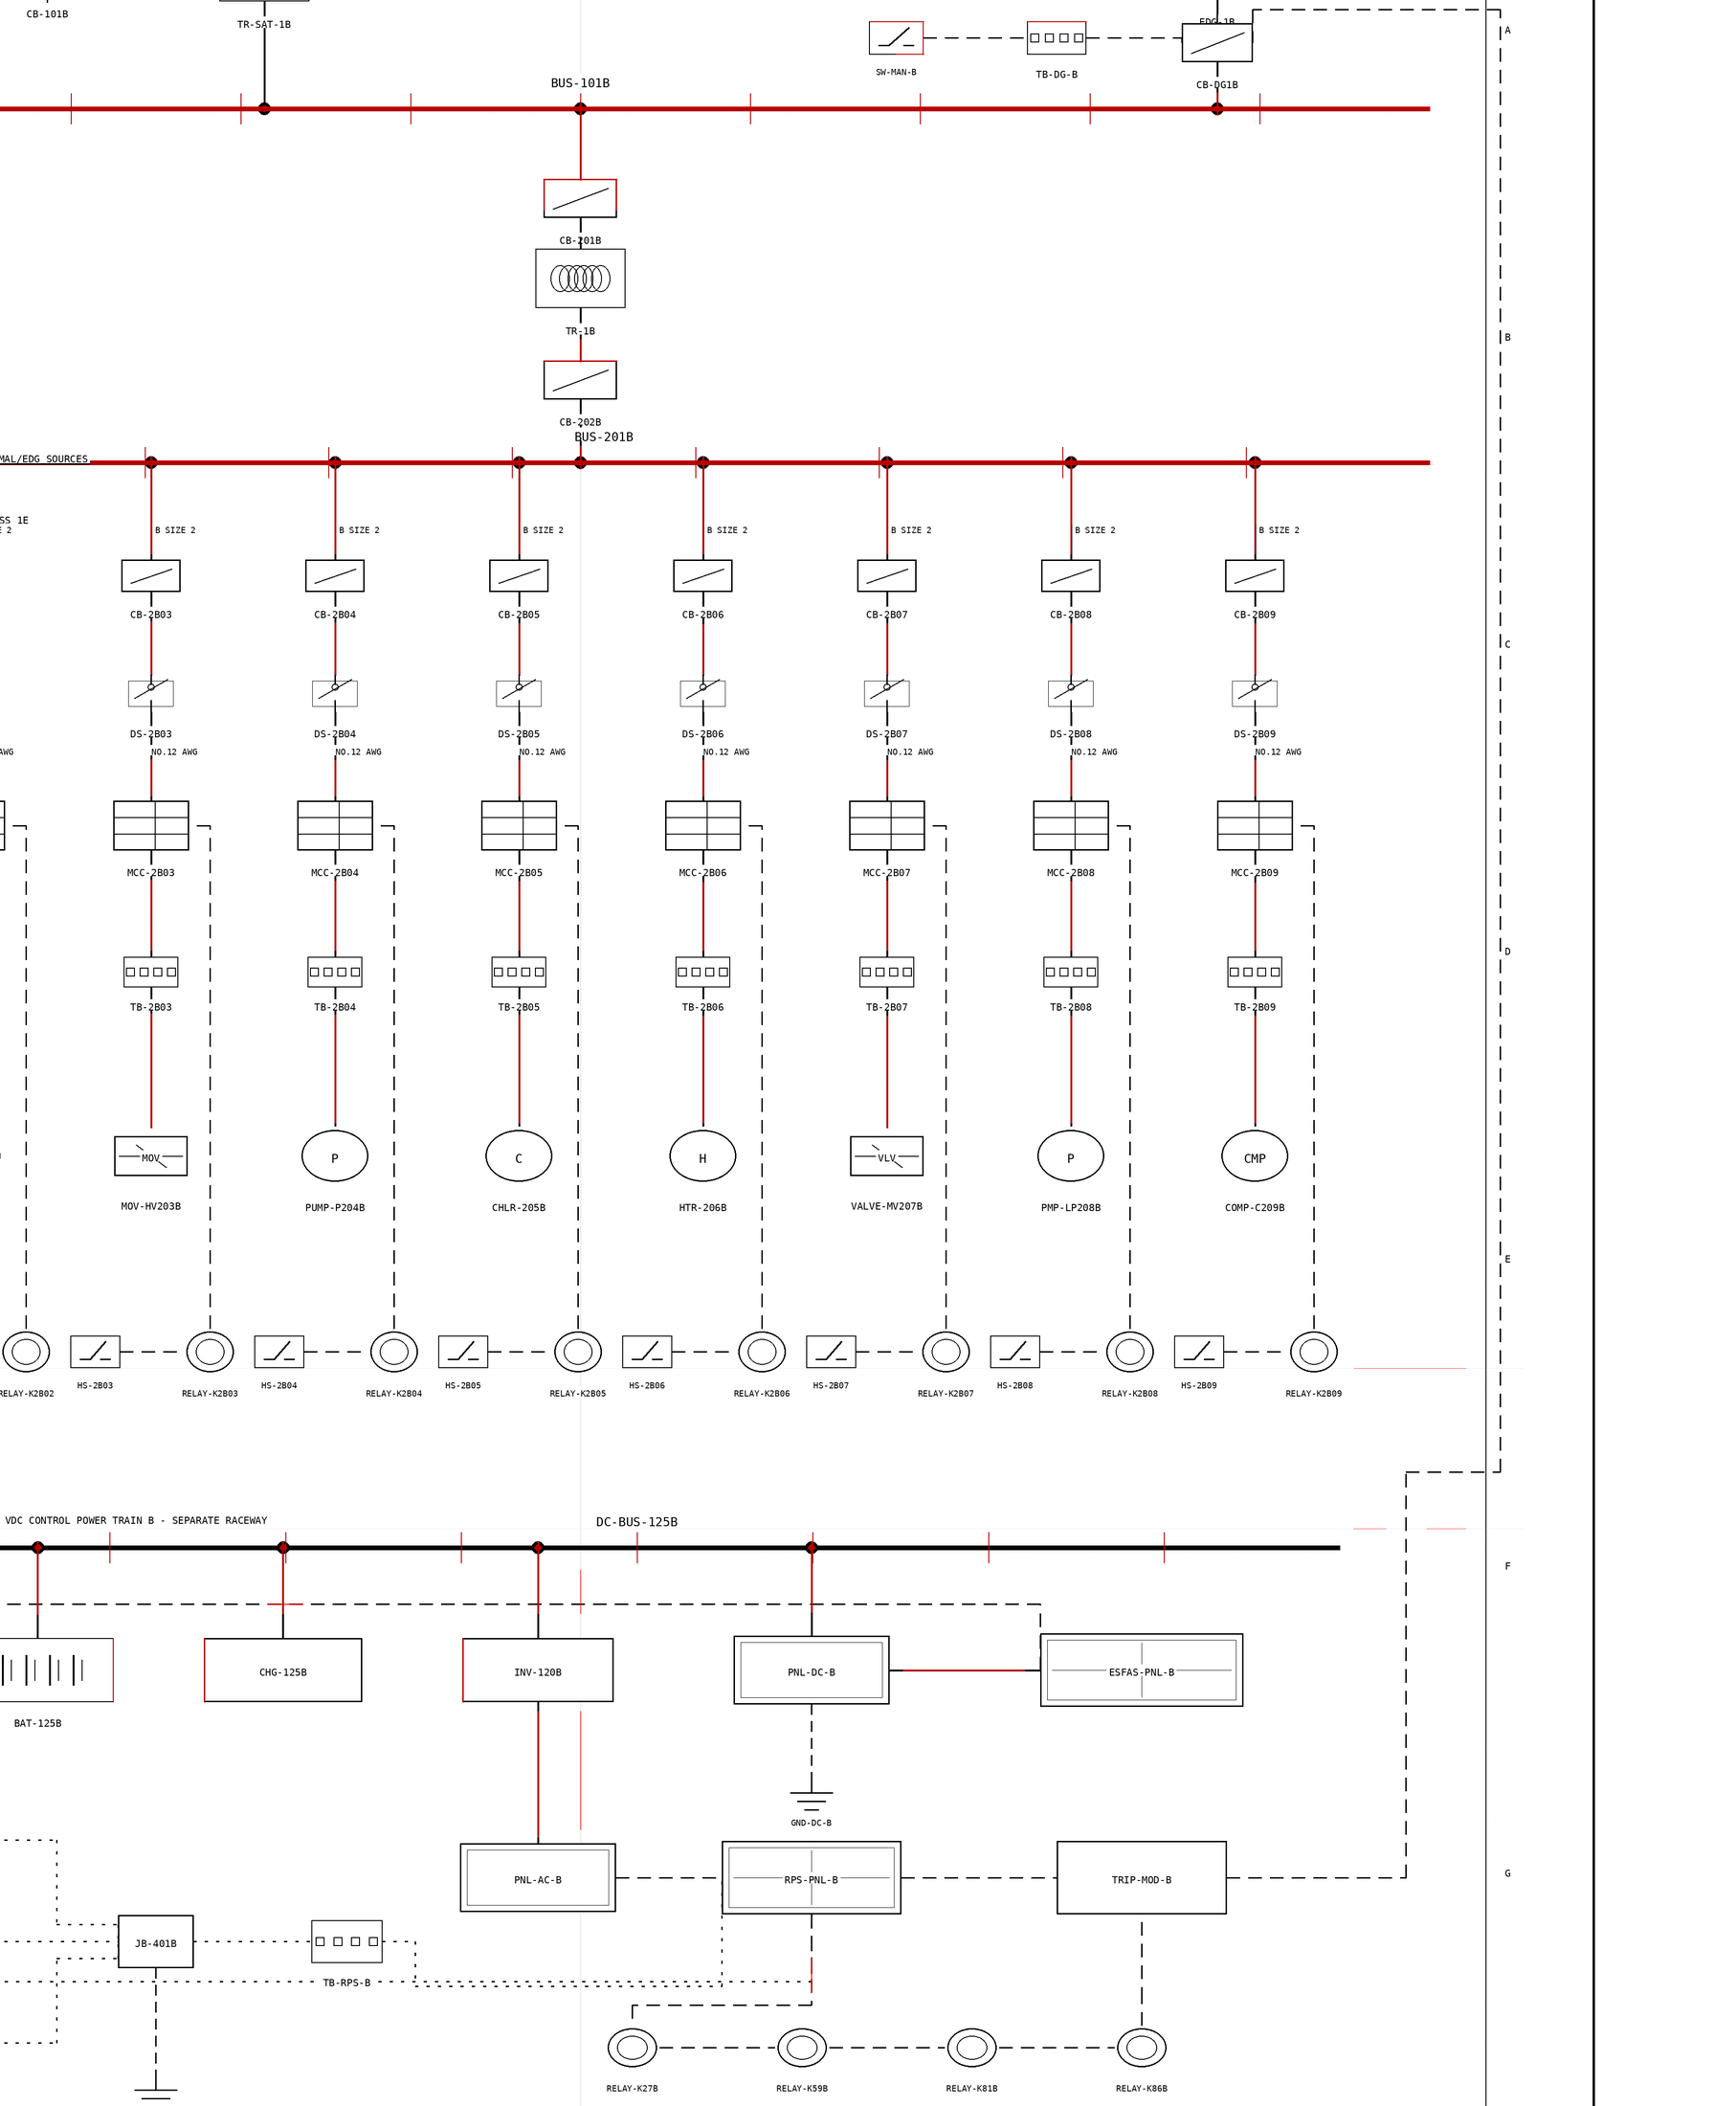 CB-101B
TR-SAT-1B
EDG-1B
A
SW-MAN-B
TB-DG-B
CB-DG1B
BUS-101B
CB-201B
TR-1B
B
CB-202B
BUS-201B
MAL/EDG SOURCES
SS 1E
E 2
B SIZE 2
B SIZE 2
B SIZE 2
B SIZE 2
B SIZE 2
B SIZE 2
B SIZE 2
CB-2B03
CB-2B04
CB-2B05
CB-2B06
CB-2B07
CB-2B08
CB-2B09
C
DS-2B03
DS-2B04
DS-2B05
DS-2B06
DS-2B07
DS-2B08
DS-2B09
AWG
NO.12 AWG
NO.12 AWG
NO.12 AWG
NO.12 AWG
NO.12 AWG
NO.12 AWG
NO.12 AWG
MCC-2B03
MCC-2B04
MCC-2B05
MCC-2B06
MCC-2B07
MCC-2B08
MCC-2B09
D
TB-2B03
TB-2B04
TB-2B05
TB-2B06
TB-2B07
TB-2B08
TB-2B09
MOV
P
C
H
VLV
P
CMP
MOV-HV203B
PUMP-P204B
CHLR-205B
HTR-206B
VALVE-MV207B
PMP-LP208B
COMP-C209B
E
HS-2B03
HS-2B04
HS-2B05
HS-2B06
HS-2B07
HS-2B08
HS-2B09
RELAY-K2B02
RELAY-K2B03
RELAY-K2B04
RELAY-K2B05
RELAY-K2B06
RELAY-K2B07
RELAY-K2B08
RELAY-K2B09
VDC CONTROL POWER TRAIN B - SEPARATE RACEWAY
DC-BUS-125B
F
CHG-125B
INV-120B
PNL-DC-B
ESFAS-PNL-B
BAT-125B
GND-DC-B
PNL-AC-B
RPS-PNL-B
TRIP-MOD-B
G
JB-401B
TB-RPS-B
RELAY-K27B
RELAY-K59B
RELAY-K81B
RELAY-K86B